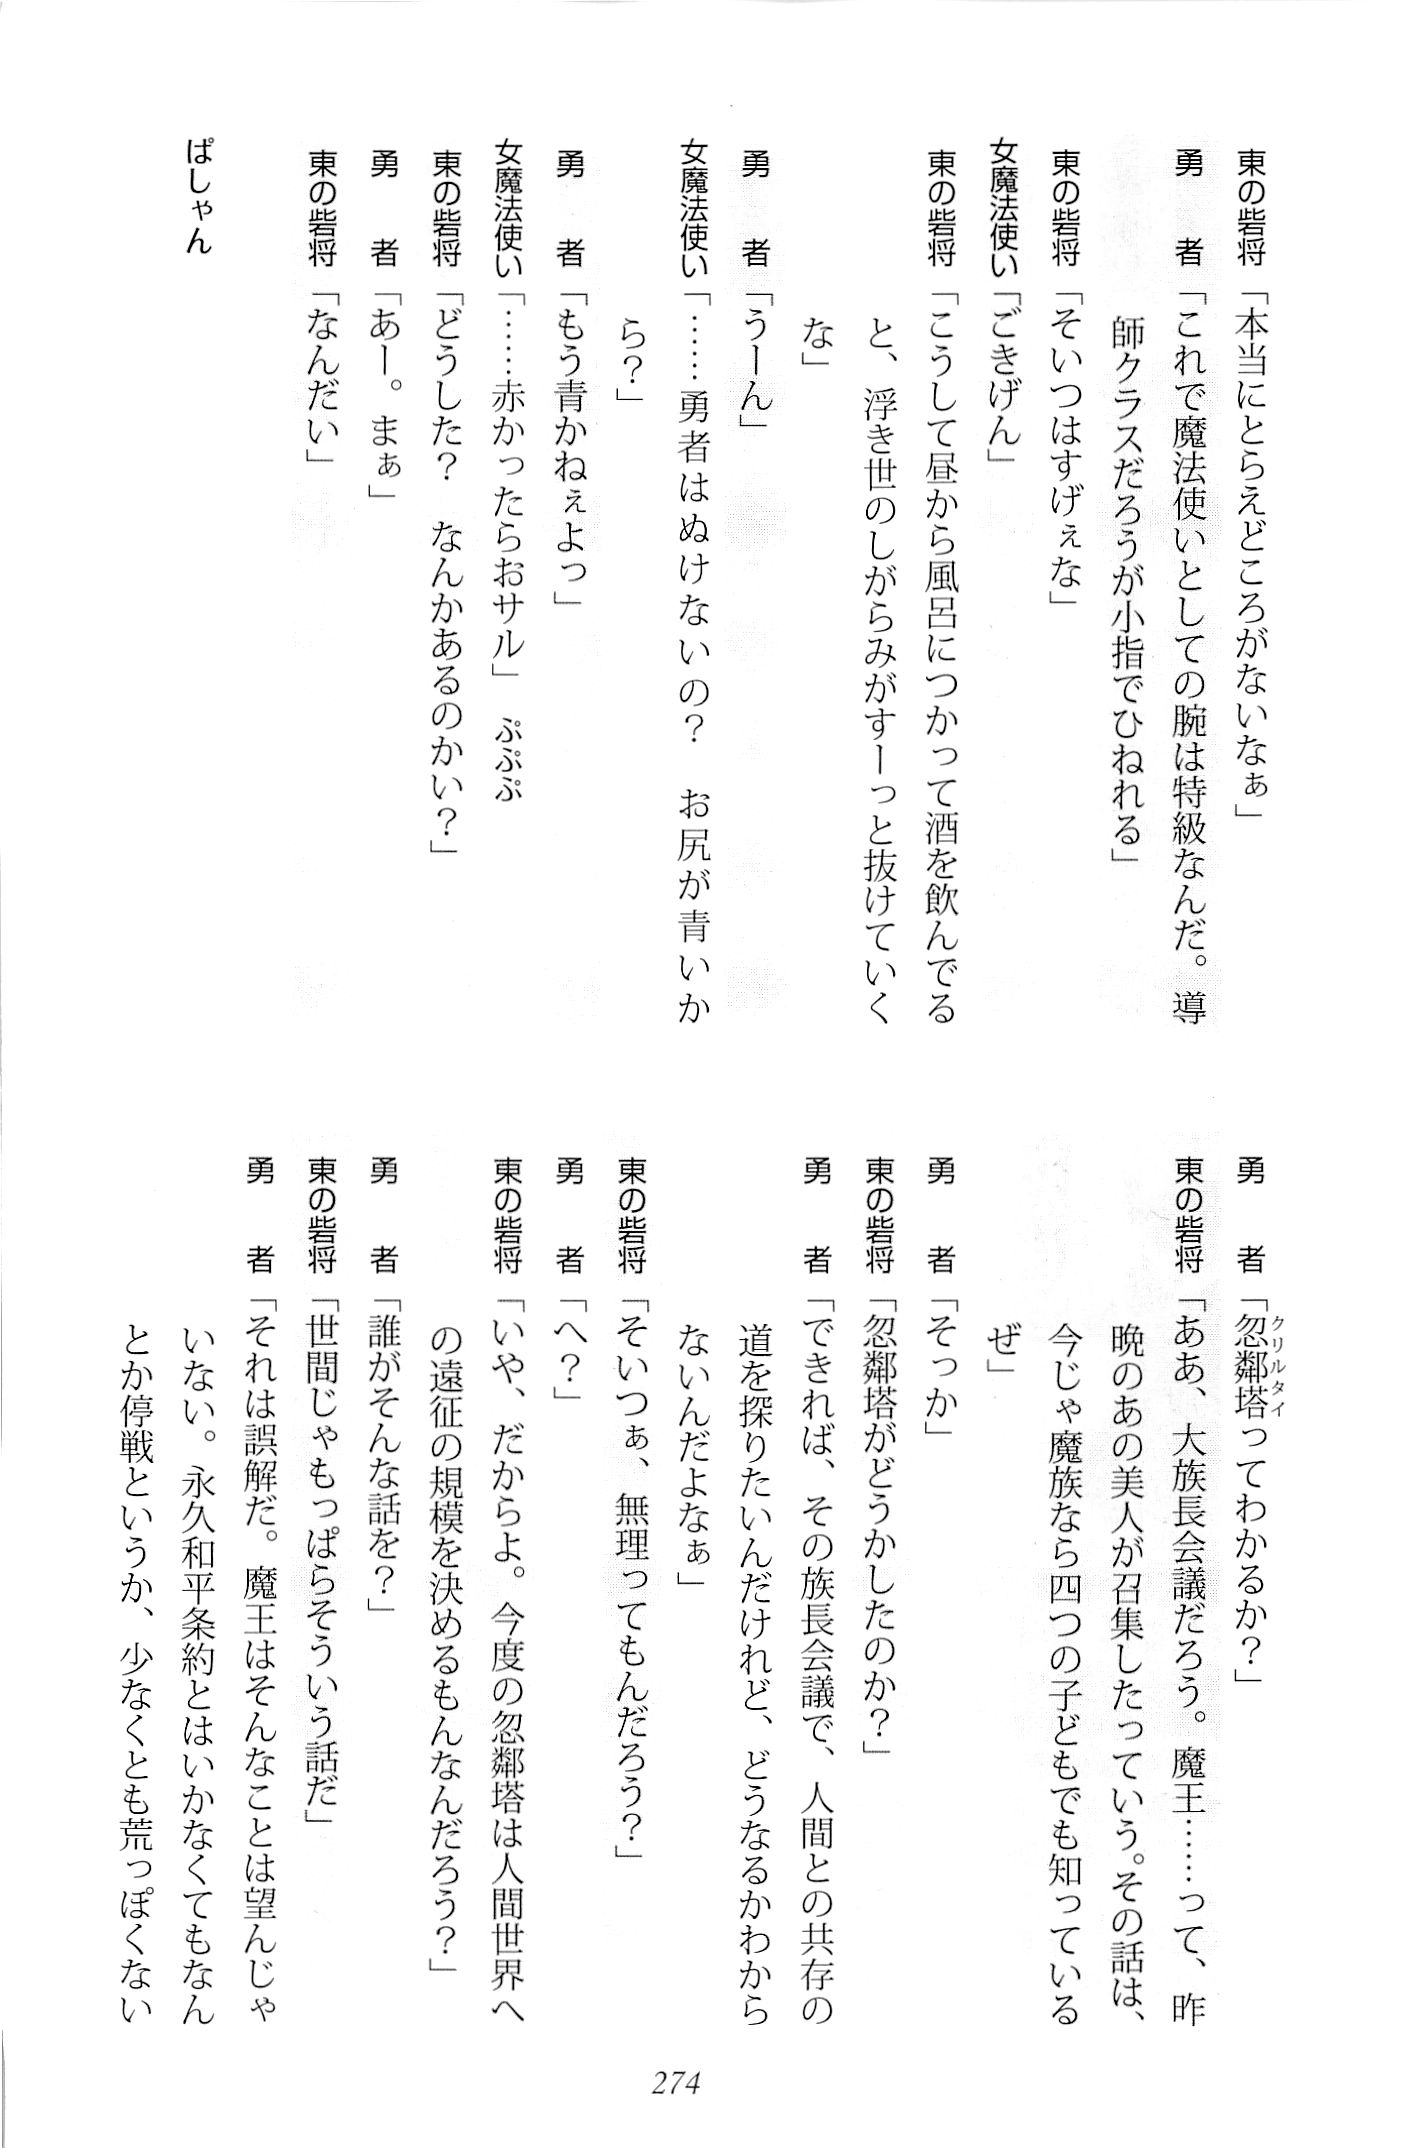 東の砦将「本当にとらえどころがないなぁ」
勇　者「これで魔法使いとしての腕は特級なんだ。導
師クラスだろうが小指でひねれる」
東の砦将「そいつはすげぇな」
女魔法使い「ごきげん」
東の砦将「こうして昼から風呂につかって酒を飲んでる
と、浮き世のしがらみがすーっと抜けていく
な」
勇　者「うーん」
女魔法使い「……勇者はぬけないの？　お尻が青いか
ら？」
勇　者「もう青かねぇよっ」
女魔法使い「……赤かったらおサル」　ぷぷぷ
東の砦将「どうした？　なんかあるのかい？」
勇　者「あー。まぁ」
東の砦将「なんだい」
ぱしゃん
勇　者「忽鄰塔ってわかるか？」
クリルタイ
東の砦将「ああ、大族長会議だろう。魔王……って、昨
晩のあの美人が召集したっていう。その話は、
今じゃ魔族なら四つの子どもでも知っている
ぜ」
勇　者「そっか」
東の砦将「忽鄰塔がどうかしたのか？」
勇　者「できれば、その族長会議で、人間との共存の
道を探りたいんだけれど、どうなるかわから
ないんだよなぁ」
東の砦将「そいつぁ、無理ってもんだろう？」
勇　者「へ？」
東の砦将「いや、だからよ。今度の忽鄰塔は人間世界へ
の遠征の規模を決めるもんなんだろう？」
勇　者「誰がそんな話を？」
東の砦将「世間じゃもっぱらそういう話だ」
勇　者「それは誤解だ。魔王はそんなことは望んじゃ
いない。永久和平条約とはいかなくてもなん
とか停戦というか、少なくとも荒っぽくない
274